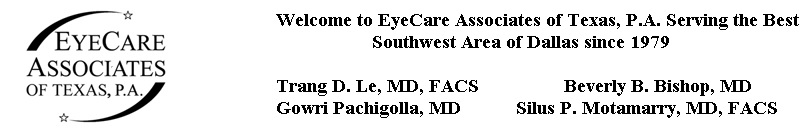 EYECARE
ASSOCIATES
OF TEXAS, P.A.
Welcome to EyeCare Associates of Texas, P.A. Serving the Best
Southwest Area of Dallas since 1979
Trang D. Le, MD, FACS Beverly B. Bishop, MD
Gowri Pachigolla, MD Silus P. Motamarry, MD, FACS